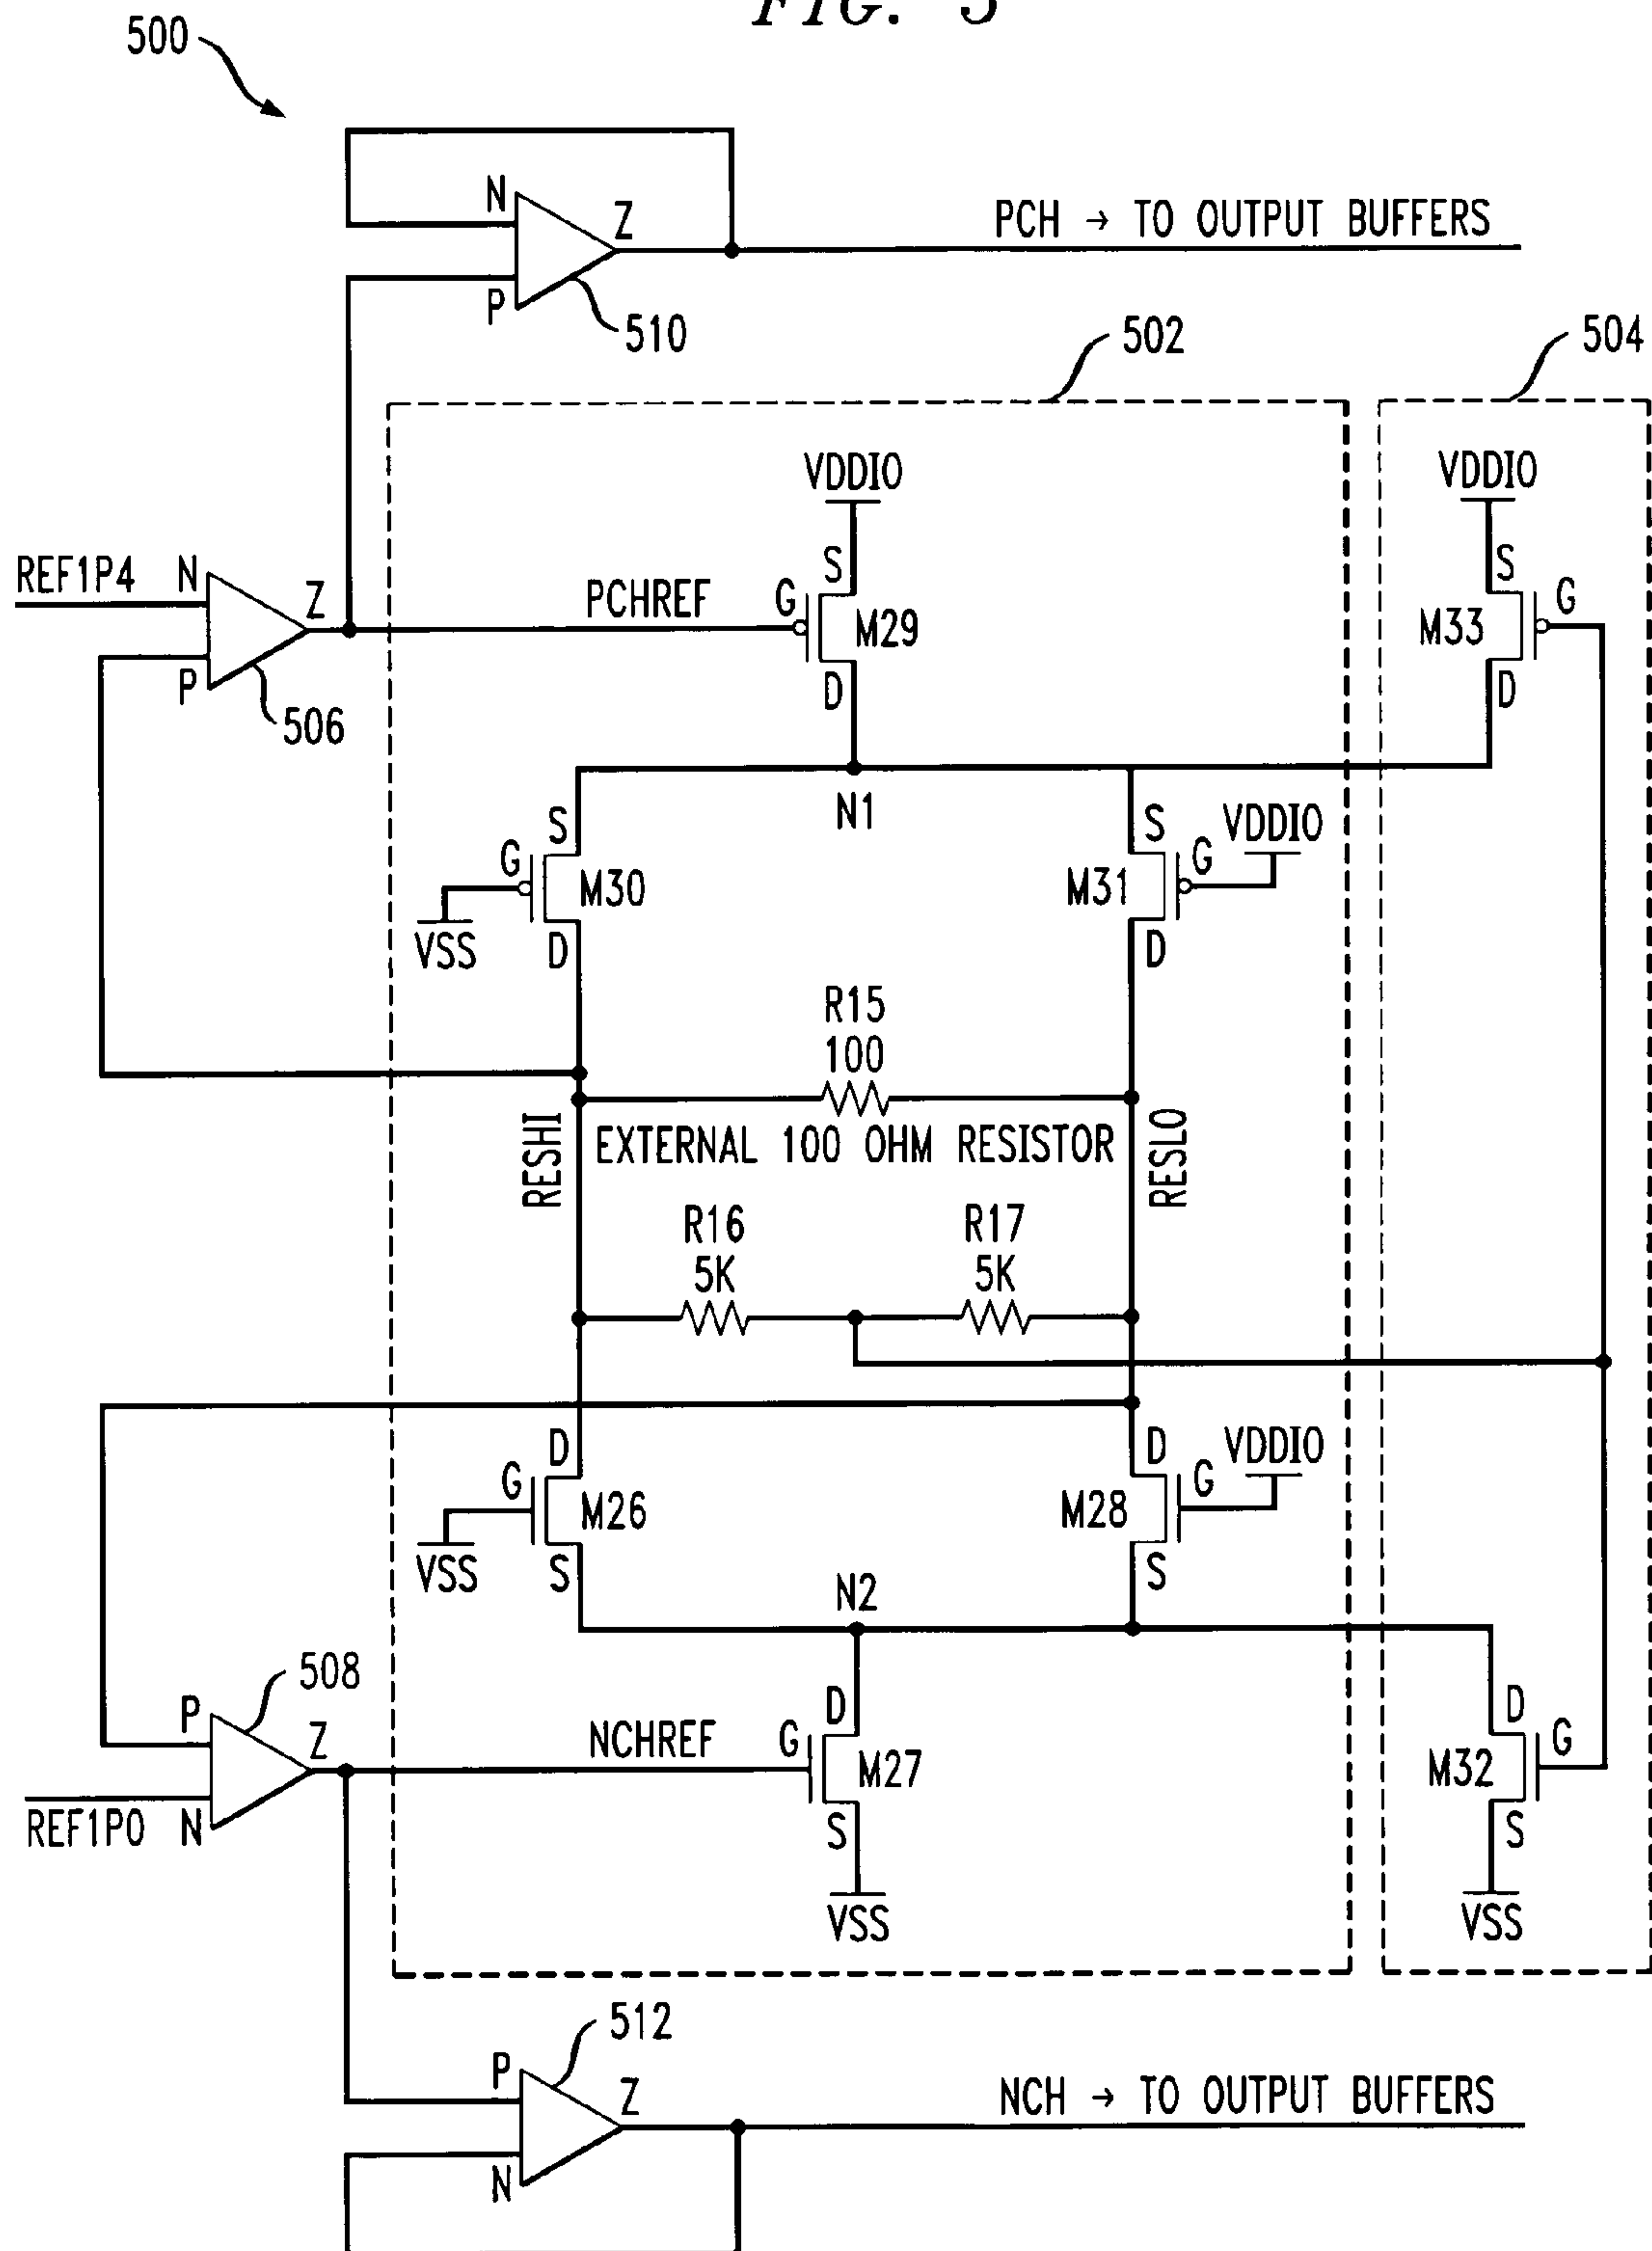 FIG. 5
500
N
Z
PCH → TO OUTPUT BUFFERS
P
510
502
504
VDDIO
VDDIO
S
S
REF1P4
N
Z
PCHREF
G
M29
M33
G
P
D
D
506
N1
S
S
VDDIO
G
M30
M31
G
VSS
D
D
R15
100
RESHI
EXTERNAL 100 OHM RESISTOR
RESLO
R16
R17
5K
5K
D
D
VDDIO
G
M26
M28
G
VSS
S
S
N2
508
P
Z
NCHREF
G
D
M27
D
G
M32
REF1P0
N
S
S
VSS
VSS
512
P
Z
NCH → TO OUTPUT BUFFERS
N